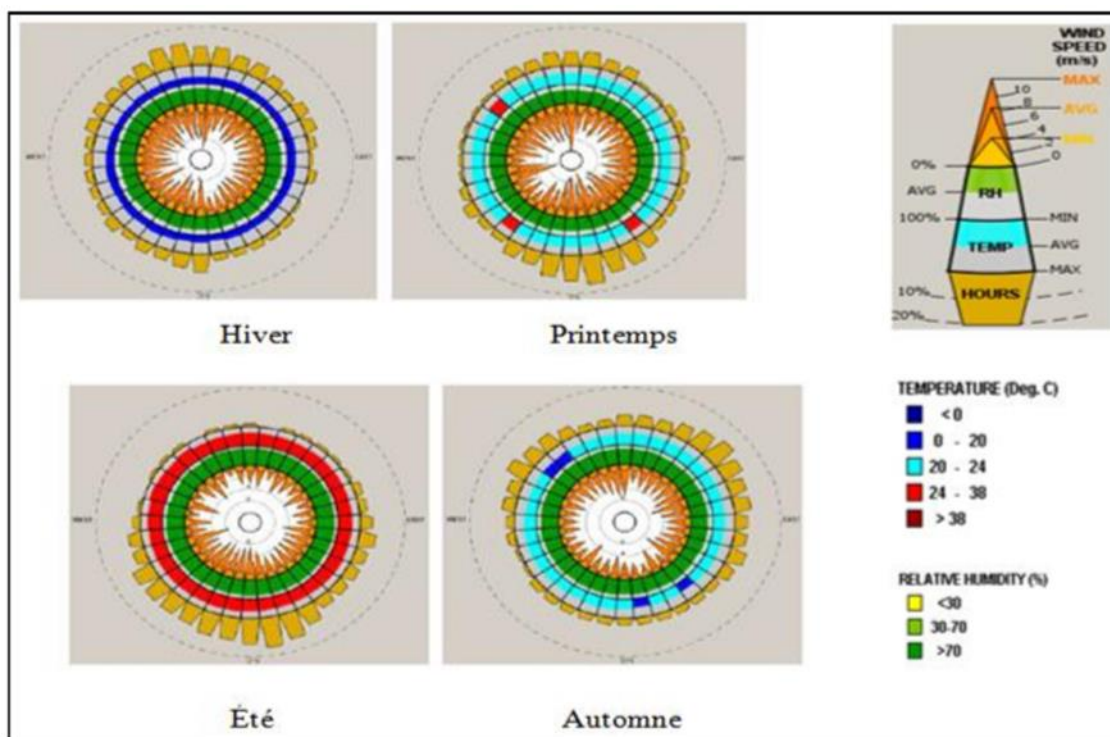 WIND
SPEED
(m/s)
MAX
10
8
AVG
6
4
2
0%
0
AVG
RH
100%
MIN
TEMP
AVG
MAX
HOURS
10%
20%
Hiver
Printemps
TEMPERATURE (Deg. C)
< 0
0 - 20
20 - 24
24 - 38
> 38
RELATIVE HUMIDITY (%)
<30
30-70
>70
Été
Automne